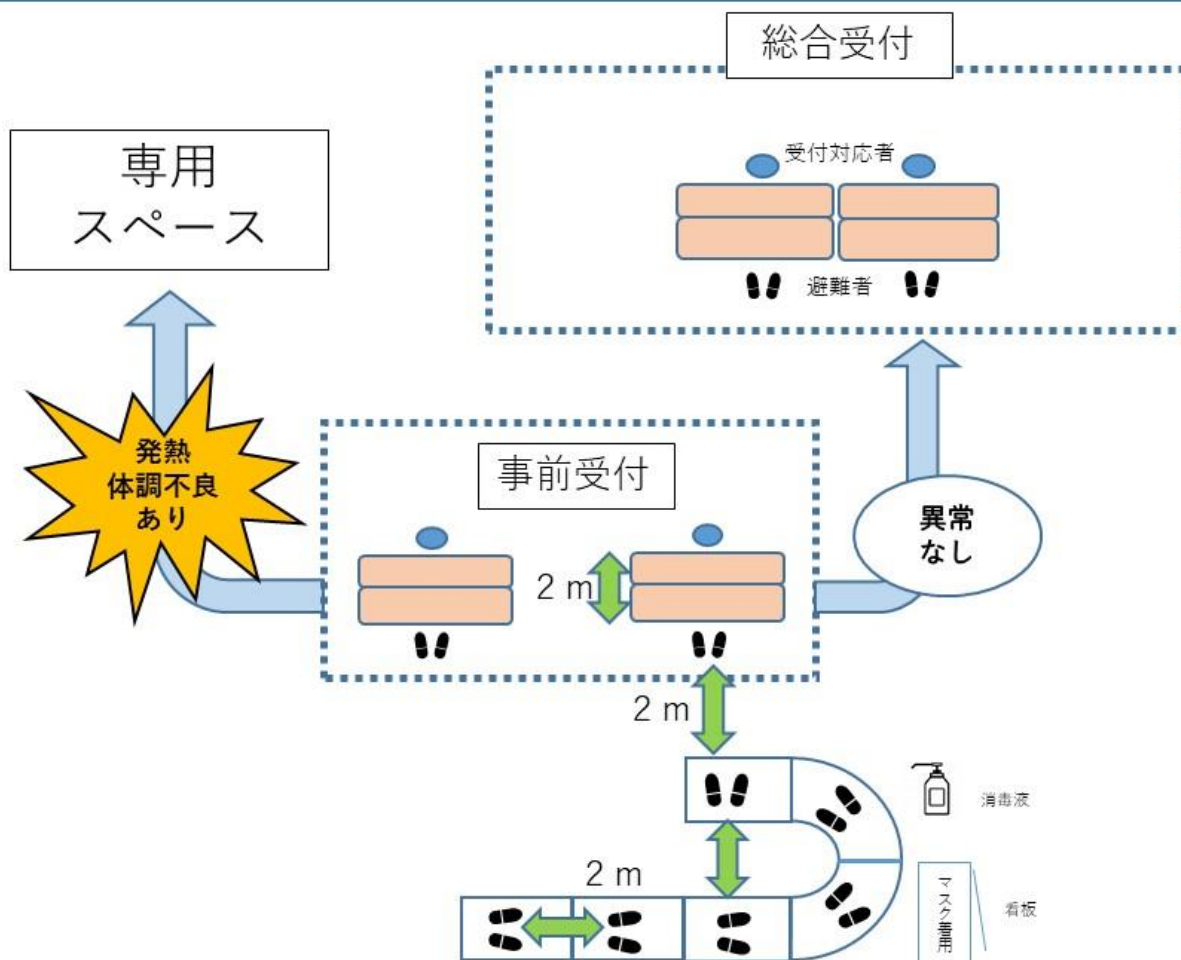 総合受付
受付対応者
避難者
専用
スペース
発熱
体調不良
あり
事前受付
2 m
異常
なし
2 m
消毒液
2 m
マスク着用
看板